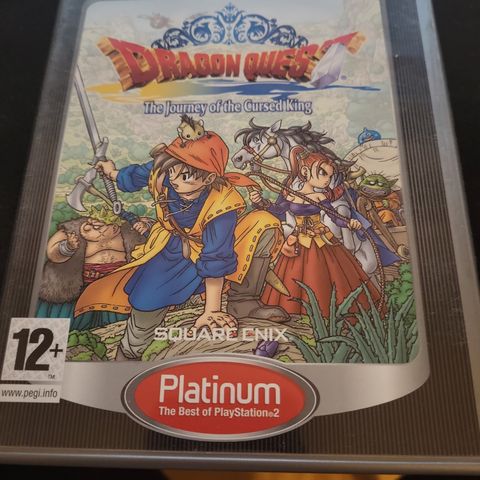 DRAGON QUEST
The Journey of the Cursed King
SQUARE ENIX
12+
TM
www.pegi.info
Platinum
The Best of PlayStation®2